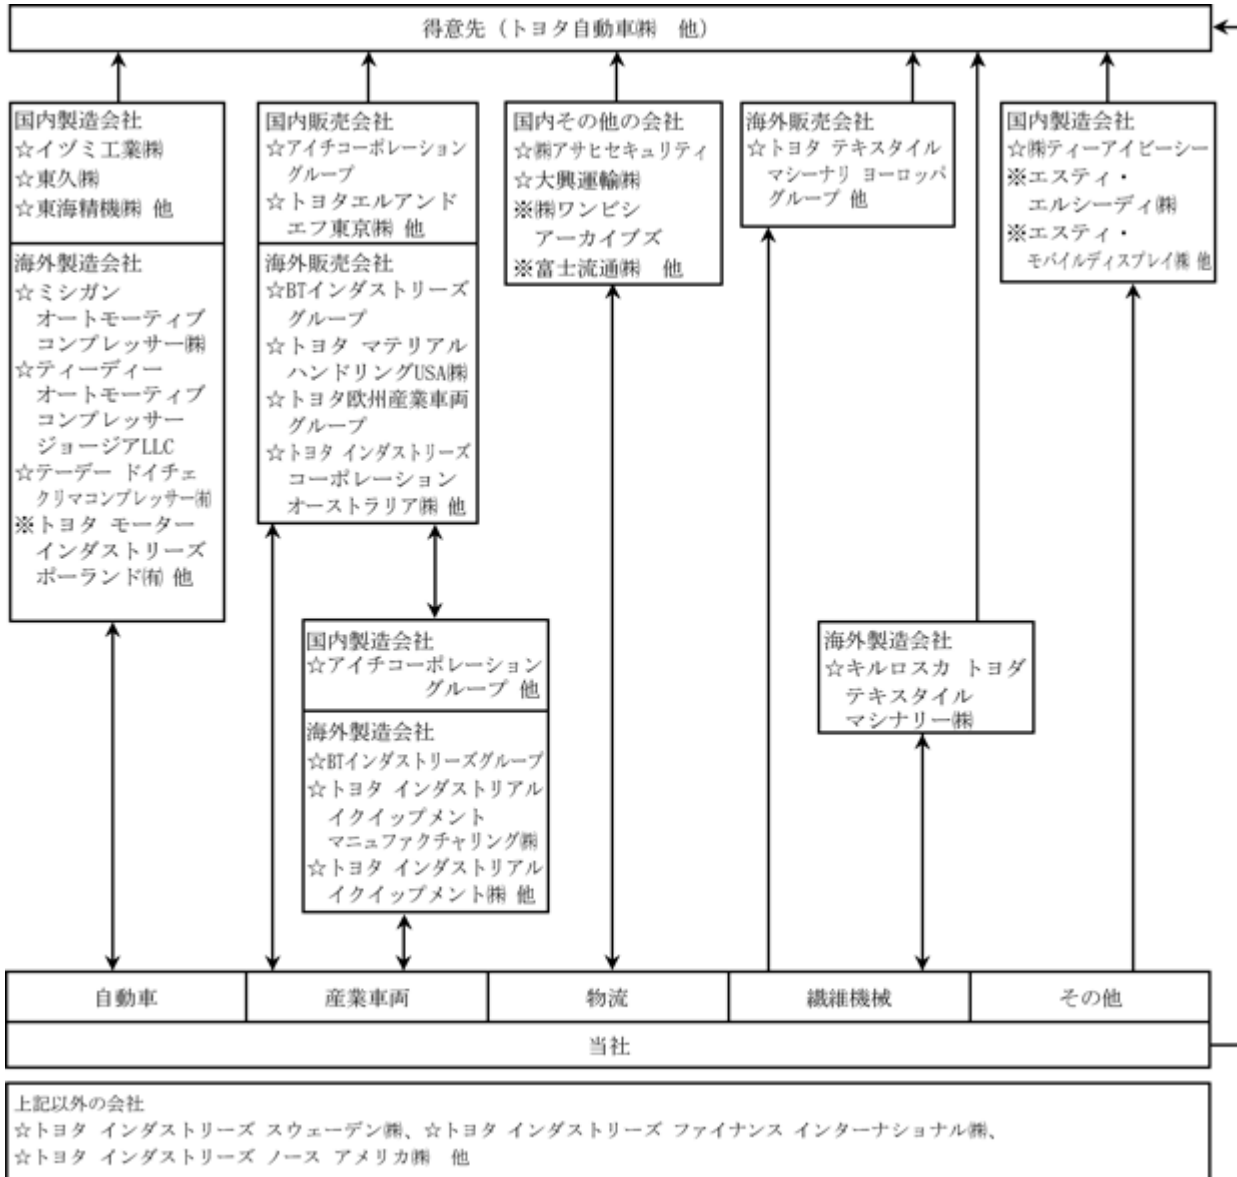 得意先（トヨタ自動車㈱　他）
国内製造会社
☆イヅミ工業㈱
☆東久㈱
☆東海精機㈱ 他
海外製造会社
☆ミシガン
オートモーティブ
コンプレッサー㈱
☆ティーディー
オートモーティブ
コンプレッサー
ジョージアLLC
☆テーデー ドイチェ
クリマコンプレッサー㈲
※トヨタ モーター
インダストリーズ
ポーランド㈲ 他
国内販売会社
☆アイチコーポレーション
グループ
☆トヨタエルアンド
エフ東京㈱ 他
海外販売会社
☆BTインダストリーズ
グループ
☆トヨタ マテリアル
ハンドリングUSA㈱
☆トヨタ欧州産業車両
グループ
☆トヨタ インダストリーズ
コーポレーション
オーストラリア㈱ 他
国内製造会社
☆アイチコーポレーション
グループ 他
海外製造会社
☆BTインダストリーズグループ
☆トヨタ インダストリアル
イクイップメント
マニュファクチャリング㈱
☆トヨタ インダストリアル
イクイップメント㈱ 他
国内その他の会社
☆㈱アサヒセキュリティ
☆大興運輸㈱
※㈱ワンビシ
アーカイブズ
※富士流通㈱　他
海外販売会社
☆トヨタ テキスタイル
マシーナリ ヨーロッパ
グループ 他
海外製造会社
☆キルロスカ トヨダ
テキスタイル
マシナリー㈱
国内製造会社
☆㈱ティーアイビーシー
※エスティ・
エルシーディ㈱
※エスティ・
モバイルディスプレイ㈱ 他
自動車
産業車両
物流
繊維機械
その他
当社
上記以外の会社
☆トヨタ インダストリーズ スウェーデン㈱、☆トヨタ インダストリーズ ファイナンス インターナショナル㈱、
☆トヨタ インダストリーズ ノース アメリカ㈱　他